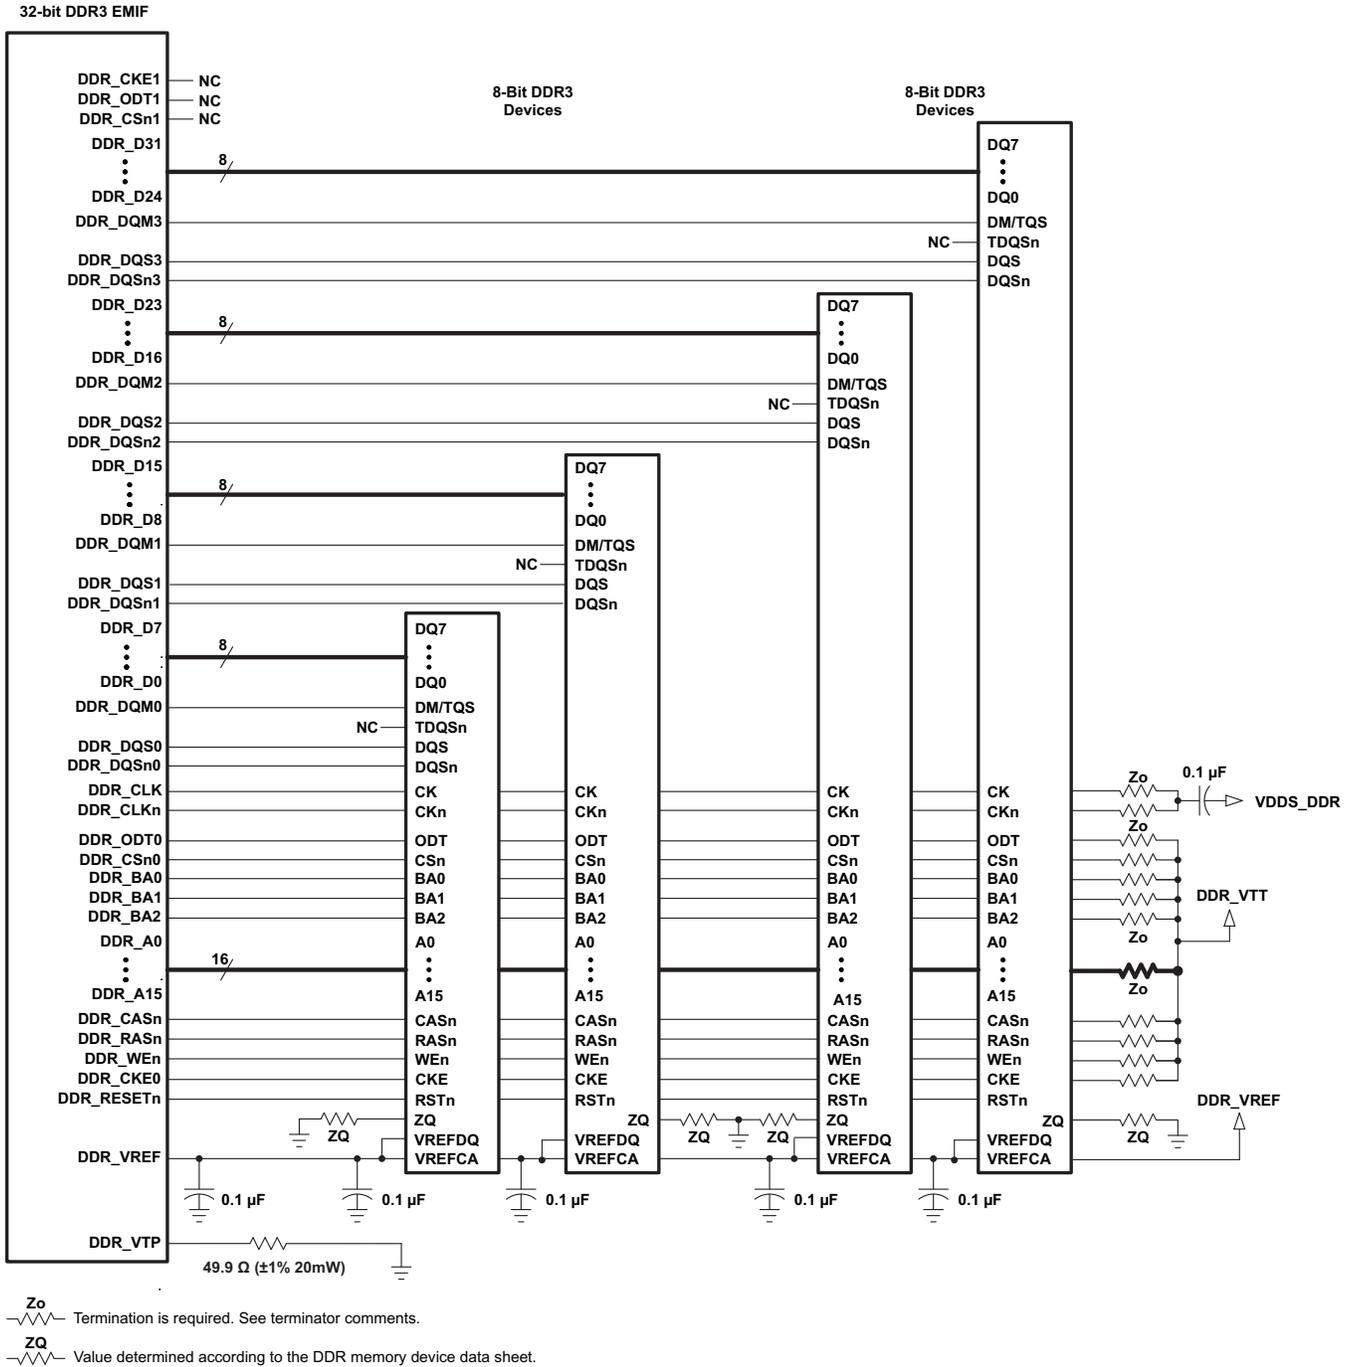 32-bit DDR3 EMIF
8-Bit DDR3
Devices
8-Bit DDR3
Devices
DDR_CKE1 NC
DDR_ODT1 NC
DDR_CSn1 NC
DDR_D31 DQ7
8
DDR_D24 DQ0
DDR_DQM3 DM/TQS
NC TDQSn
DDR_DQS3 DQS
DDR_DQSn3 DQSn
DDR_D23 DQ7
8
DDR_D16 DQ0
DDR_DQM2 DM/TQS
NC TDQSn
DDR_DQS2 DQS
DDR_DQSn2 DQSn
DDR_D15 DQ7
8
DDR_D8 DQ0
DDR_DQM1 DM/TQS
NC TDQSn
DDR_DQS1 DQS
DDR_DQSn1 DQSn
DDR_D7 DQ7
8
DDR_D0 DQ0
DDR_DQM0 DM/TQS
NC TDQSn
DDR_DQS0 DQS
DDR_DQSn0 DQSn
Zo 0.1 µF
DDR_CLK CK CK CK CK
VDDS_DDR
DDR_CLKn CKn CKn CKn CKn
Zo
DDR_ODT0 ODT ODT ODT ODT
DDR_CSn0 CSn CSn CSn CSn
DDR_BA0 BA0 BA0 BA0 BA0
DDR_VTT
DDR_BA1 BA1 BA1 BA1 BA1
DDR_BA2 BA2 BA2 BA2 BA2
Zo
DDR_A0 A0 A0 A0 A0
16
Zo
DDR_A15 A15 A15 A15 A15
DDR_CASn CASn CASn CASn CASn
DDR_RASn RASn RASn RASn RASn
DDR_WEn WEn WEn WEn WEn
DDR_CKE0 CKE CKE CKE CKE
DDR_RESETn RSTn RSTn RSTn RSTn DDR_VREF
ZQ ZQ ZQ ZQ
ZQ ZQ ZQ ZQ
VREFDQ VREFDQ VREFDQ VREFDQ
DDR_VREF VREFCA VREFCA VREFCA VREFCA
0.1 µF 0.1 µF 0.1 µF 0.1 µF 0.1 µF
DDR_VTP
49.9 Ω (±1% 20mW)
Zo
Termination is required. See terminator comments.
ZQ
Value determined according to the DDR memory device data sheet.